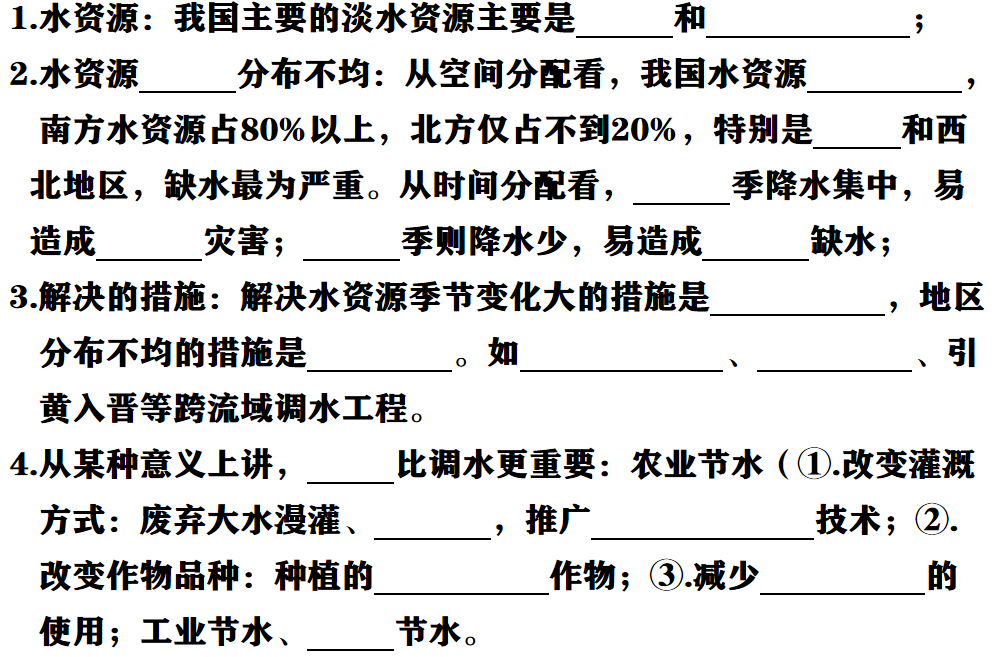 1.水资源：我国主要的淡水资源主要是______和____________；
2.水资源______分布不均：从空间分配看，我国水资源_________，
南方水资源占80%以上，北方仅占不到20%，特别是_____和西
北地区，缺水最为严重。从时间分配看，______季降水集中，易
造成______灾害；______季则降水少，易造成______缺水；
3.解决的措施：解决水资源季节变化大的措施是__________，地区
分布不均的措施是________。如____________、_________、引
黄入晋等跨流域调水工程。
4.从某种意义上讲，_____比调水更重要：农业节水（①.改变灌溉
方式：废弃大水漫灌、_______，推广_____________技术；②.
改变作物品种：种植的__________作物；③.减少__________的
使用；工业节水、_____节水。